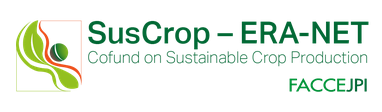 SusCrop – ERA-NET
Cofund on Sustainable Crop Production
FACCEJPI